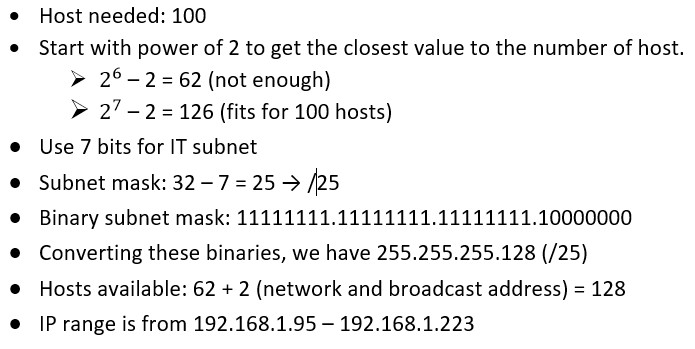 ● Host needed: 100
● Start with power of 2 to get the closest value to the number of host.
➢ 2⁶ – 2 = 62 (not enough)
➢ 2⁷ – 2 = 126 (fits for 100 hosts)
● Use 7 bits for IT subnet
● Subnet mask: 32 – 7 = 25 → /25
● Binary subnet mask: 11111111.11111111.11111111.10000000
● Converting these binaries, we have 255.255.255.128 (/25)
● Hosts available: 62 + 2 (network and broadcast address) = 128
● IP range is from 192.168.1.95 – 192.168.1.223